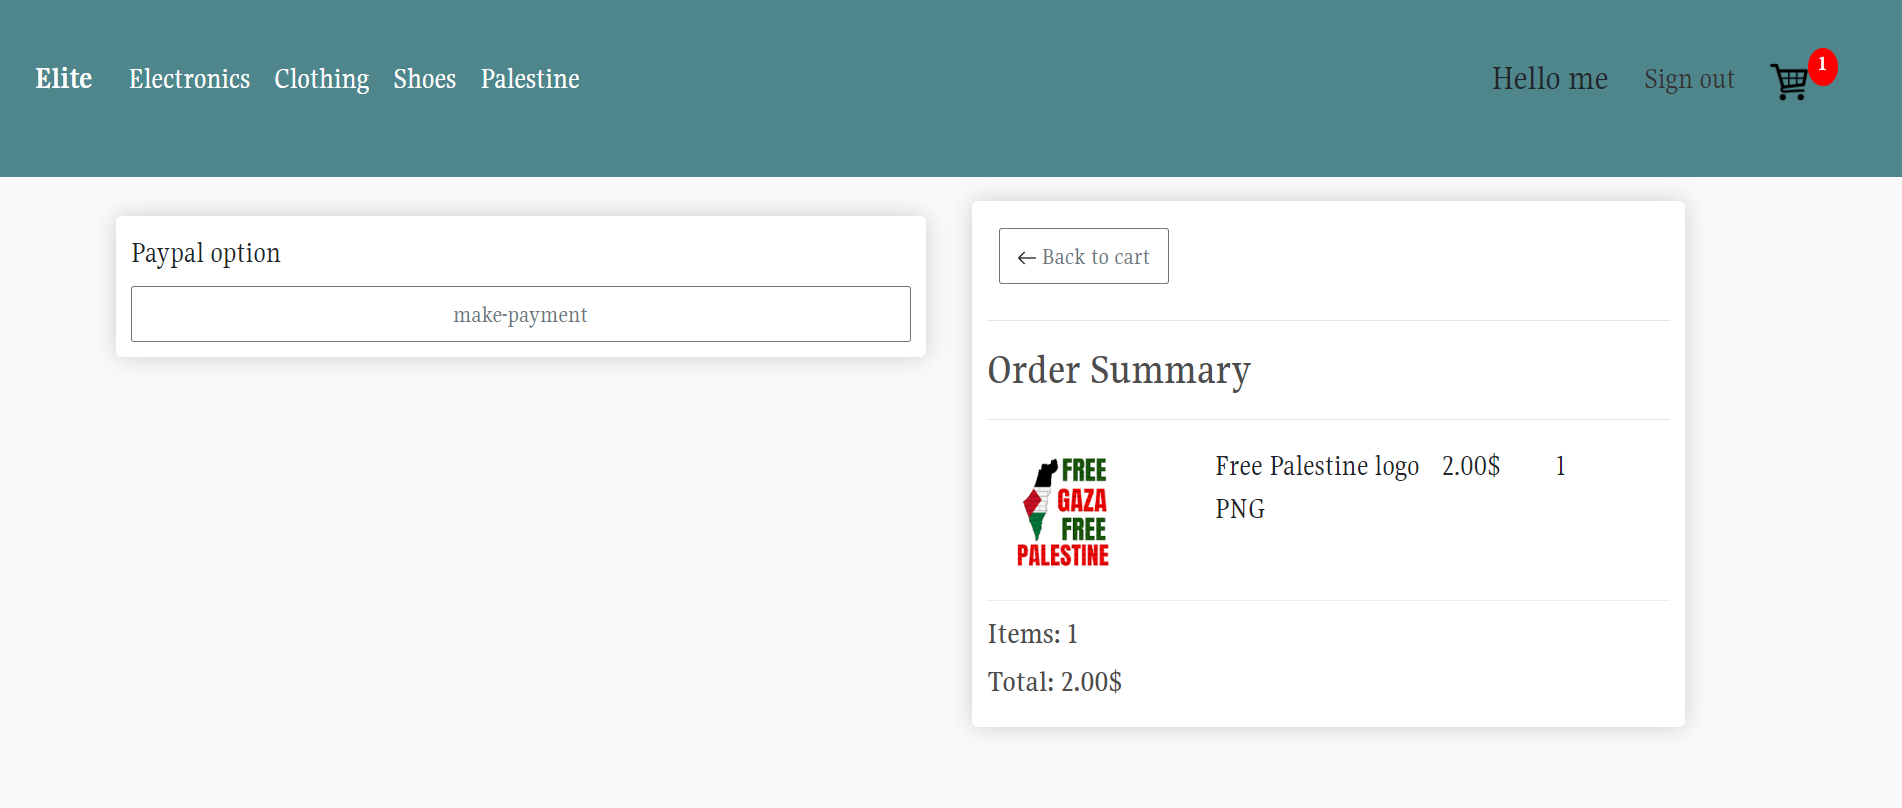 Elite Electronics Clothing Shoes Palestine Hello me Sign out 1
Paypal option
make-payment
← Back to cart
Order Summary
FREE
GAZA
FREE
PALESTINE
Free Palestine logo 2.00$ 1
PNG
Items: 1
Total: 2.00$